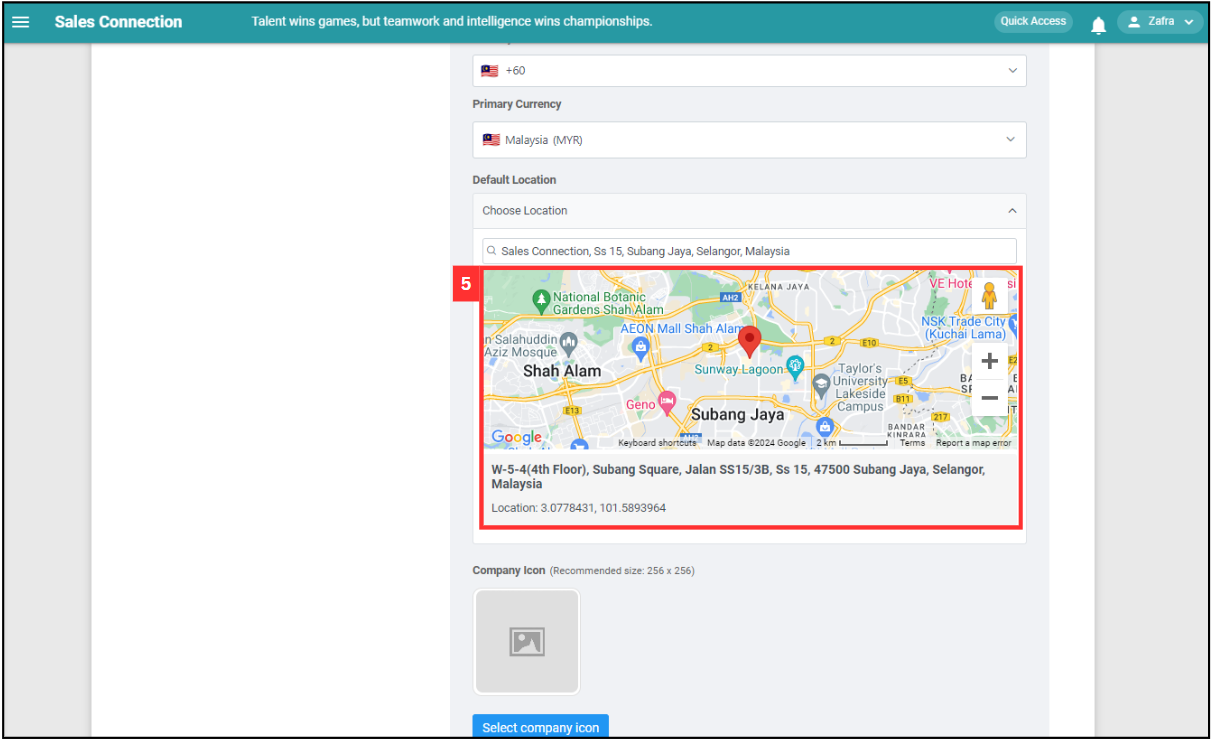 Sales Connection
Talent wins games, but teamwork and intelligence wins championships.
Quick Access
Zafra
+60
Primary Currency
Malaysia (MYR)
Default Location
Choose Location
Sales Connection, Ss 15, Subang Jaya, Selangor, Malaysia
5
KELANA JAYA
VE Hote
si
National Botanic
Gardens Shah Alam
AH2
AEON Mall Shah Alam
NSK Trade City
(Kuchai Lama)
n Salahuddin
Aziz Mosque
2
2
E10
Shah Alam
Sunway Lagoon
Taylor's
University
Lakeside
Campus
E5
B11
Geno
E13
Subang Jaya
217
BANDAR
KINRARA
Google
Keyboard shortcuts
Map data ©2024 Google
2 km
Terms
Report a map error
W-5-4(4th Floor), Subang Square, Jalan SS15/3B, Ss 15, 47500 Subang Jaya, Selangor,
Malaysia
Location: 3.0778431, 101.5893964
Company Icon (Recommended size: 256 x 256)
Select company icon